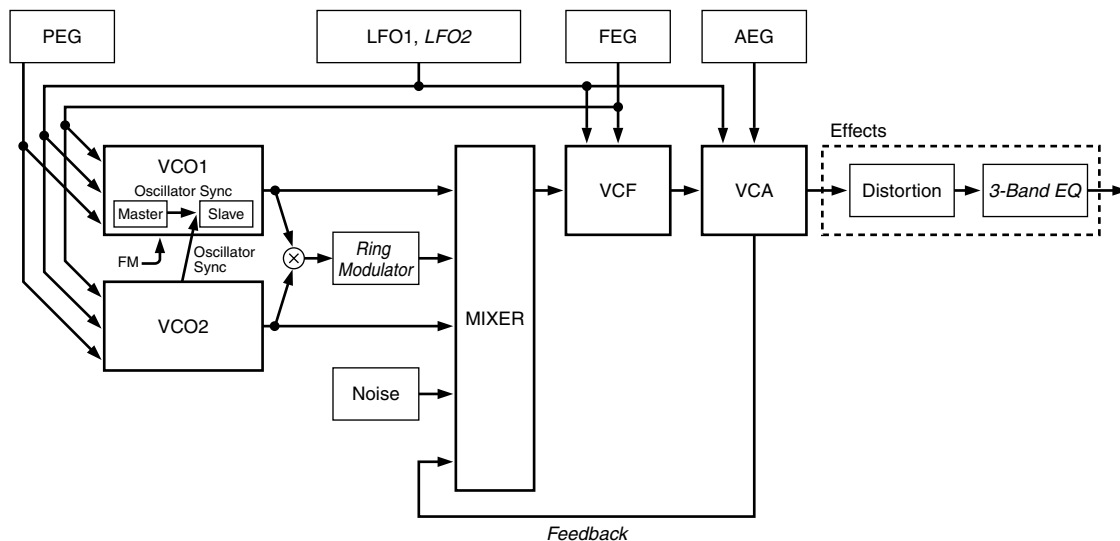 PEG
LFO1, LFO2
FEG
AEG
Effects
VCO1
Oscillator Sync
Master
Slave
FM
Oscillator
Sync
VCO2
×
Ring
Modulator
Noise
MIXER
VCF
VCA
Distortion
3-Band EQ
Feedback